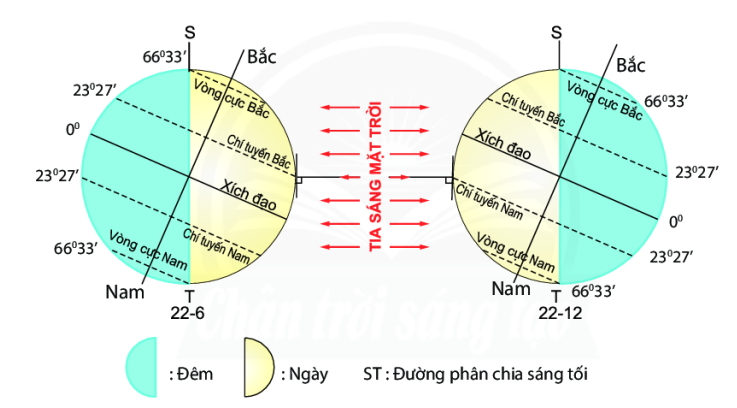 S
66⁰33'
Bắc
Vòng cực Bắc
23⁰27'
Chí tuyến Bắc
0⁰
Xích đạo
23⁰27'
Chí tuyến Nam
Vòng cực Nam
66⁰33'
Nam
T
22-6
TIA SÁNG MẶT TRỜI
S
Bắc
Vòng cực Bắc
66⁰33'
Chí tuyến Bắc
Xích đạo
23⁰27'
Chí tuyến Nam
0⁰
Vòng cực Nam
23⁰27'
Nam
T
66⁰33'
22-12
Chân trời sáng tạo
: Đêm
: Ngày
ST : Đường phân chia sáng tối